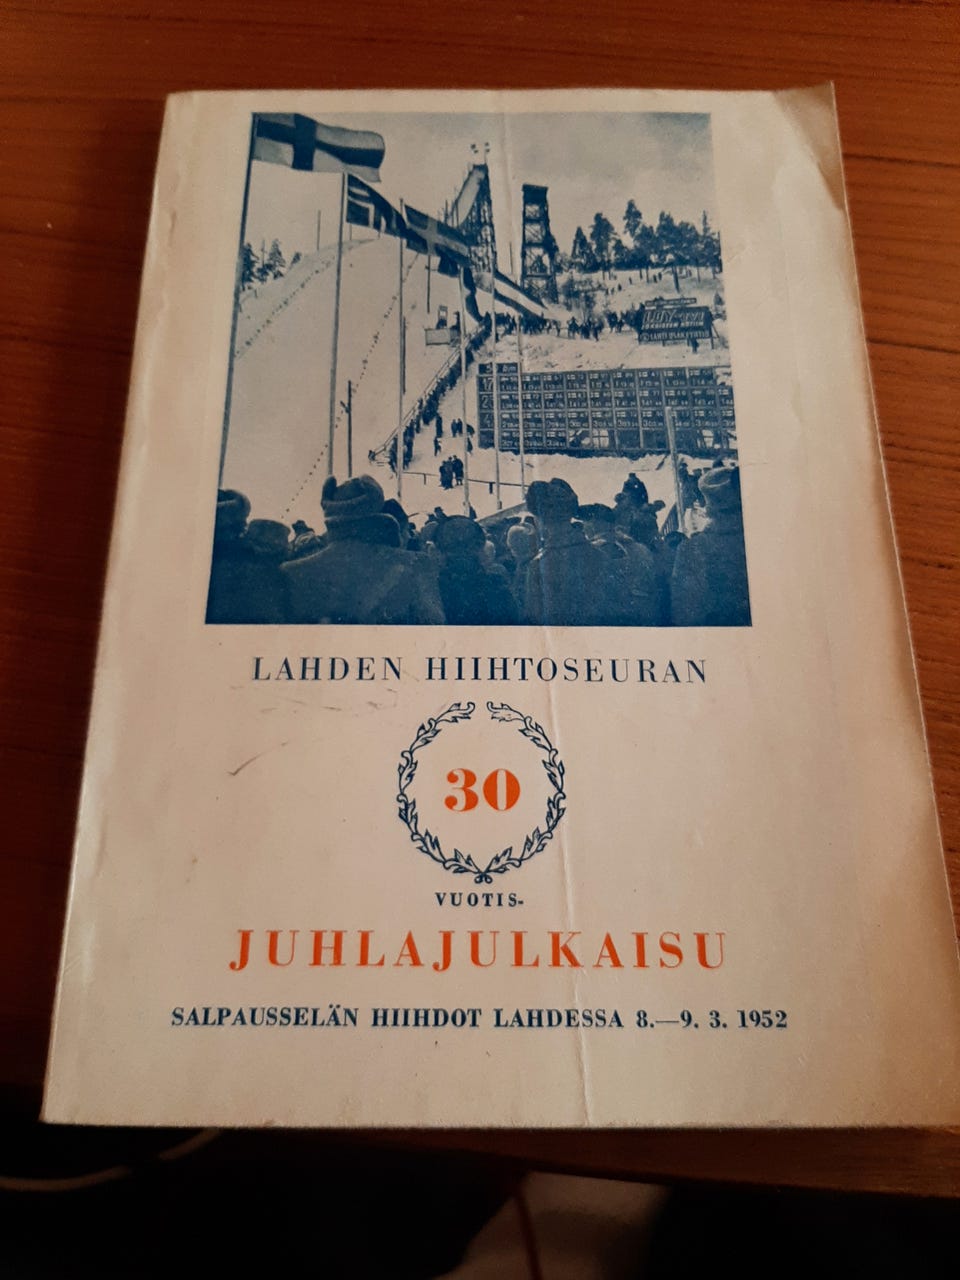 LAHDEN HIIHTOSEURAN
30
VUOTIS-
JUHLAJULKAISU
SALPAUSSELÄN HIIHDOT LAHDESSA 8.—9. 3. 1952